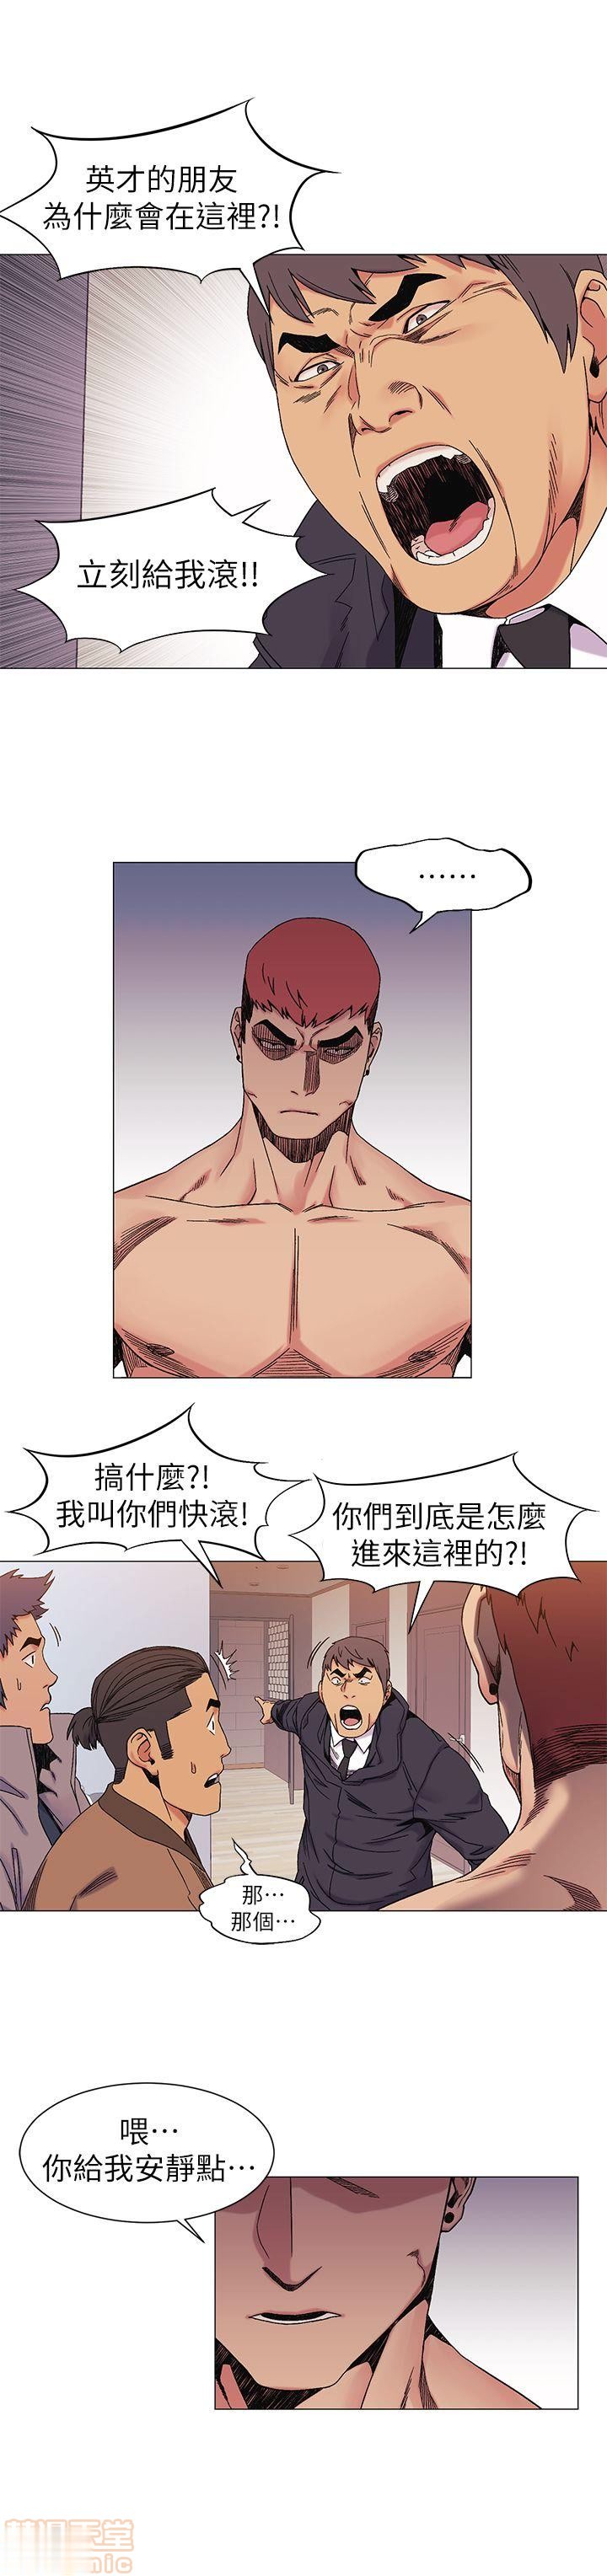 英才的朋友
為什麼會在這裡?!
立刻給我滾!!
……
搞什麼?!
我叫你們快滾!
你們到底是怎麼
進來這裡的?!
那…
那個…
喂…
你給我安靜點…